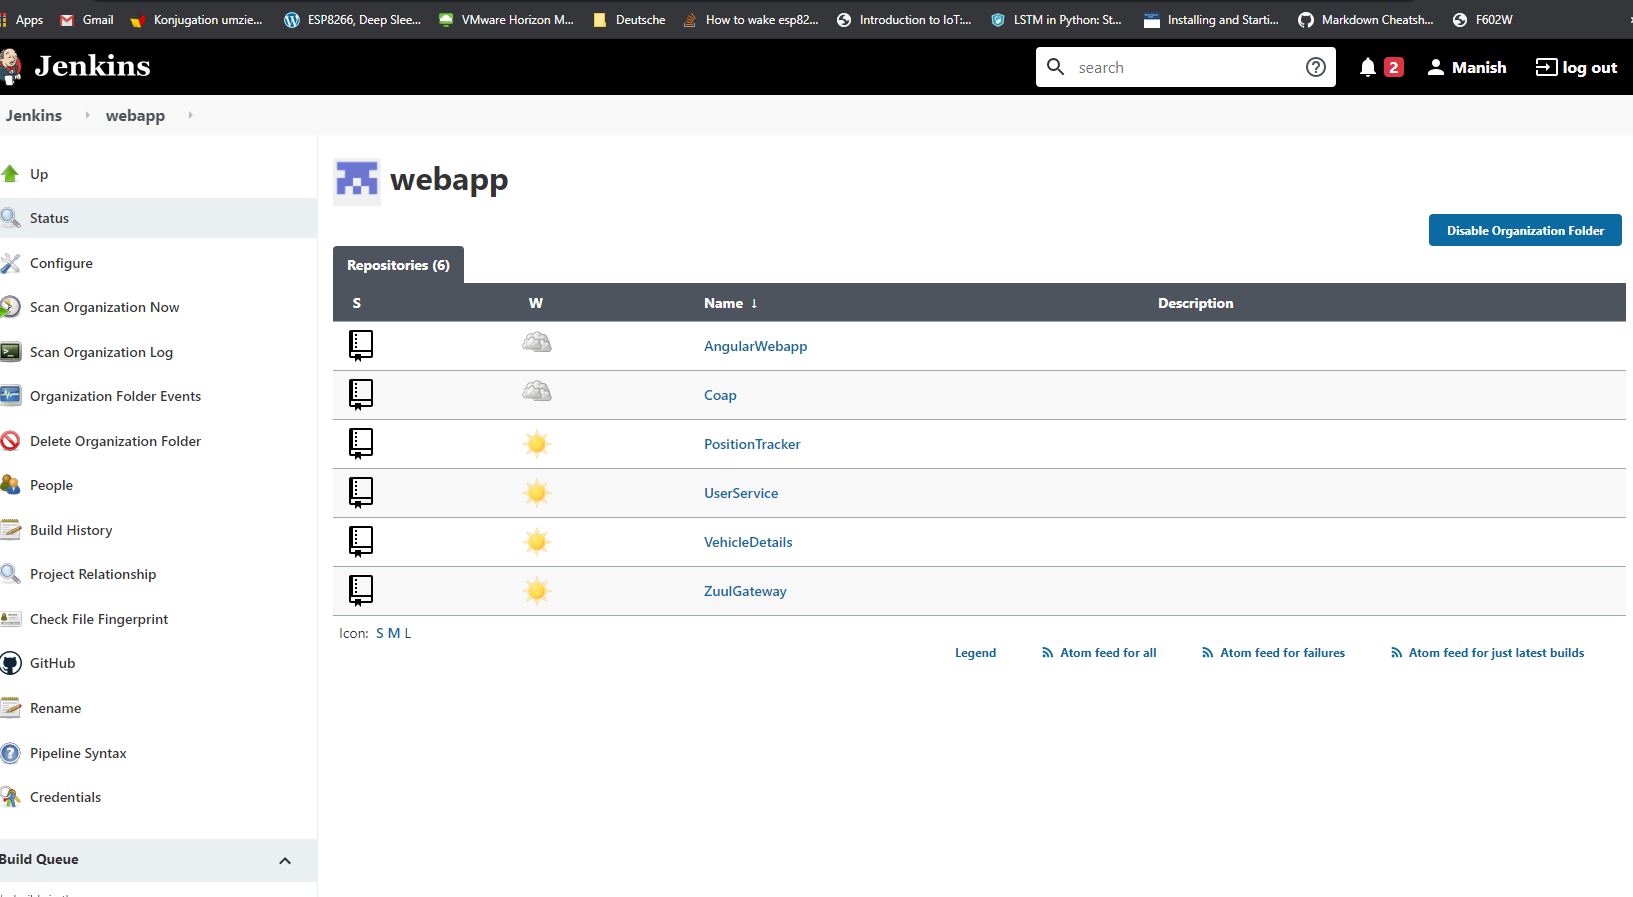 Apps Gmail Konjugation umzie... ESP8266, Deep Slee... VMware Horizon M... Deutsche How to wake esp82... Introduction to IoT:... LSTM in Python: St... Installing and Starti... Markdown Cheatsh... F602W
Jenkins search 2 Manish log out
Jenkins webapp
Up
Status
Configure
Scan Organization Now
Scan Organization Log
Organization Folder Events
Delete Organization Folder
People
Build History
Project Relationship
Check File Fingerprint
GitHub
Rename
Pipeline Syntax
Credentials
Build Queue
webapp
Disable Organization Folder
Repositories (6)
S W Name ↓ Description
AngularWebapp
Coap
PositionTracker
UserService
VehicleDetails
ZuulGateway
Icon: S M L
Legend Atom feed for all Atom feed for failures Atom feed for just latest builds